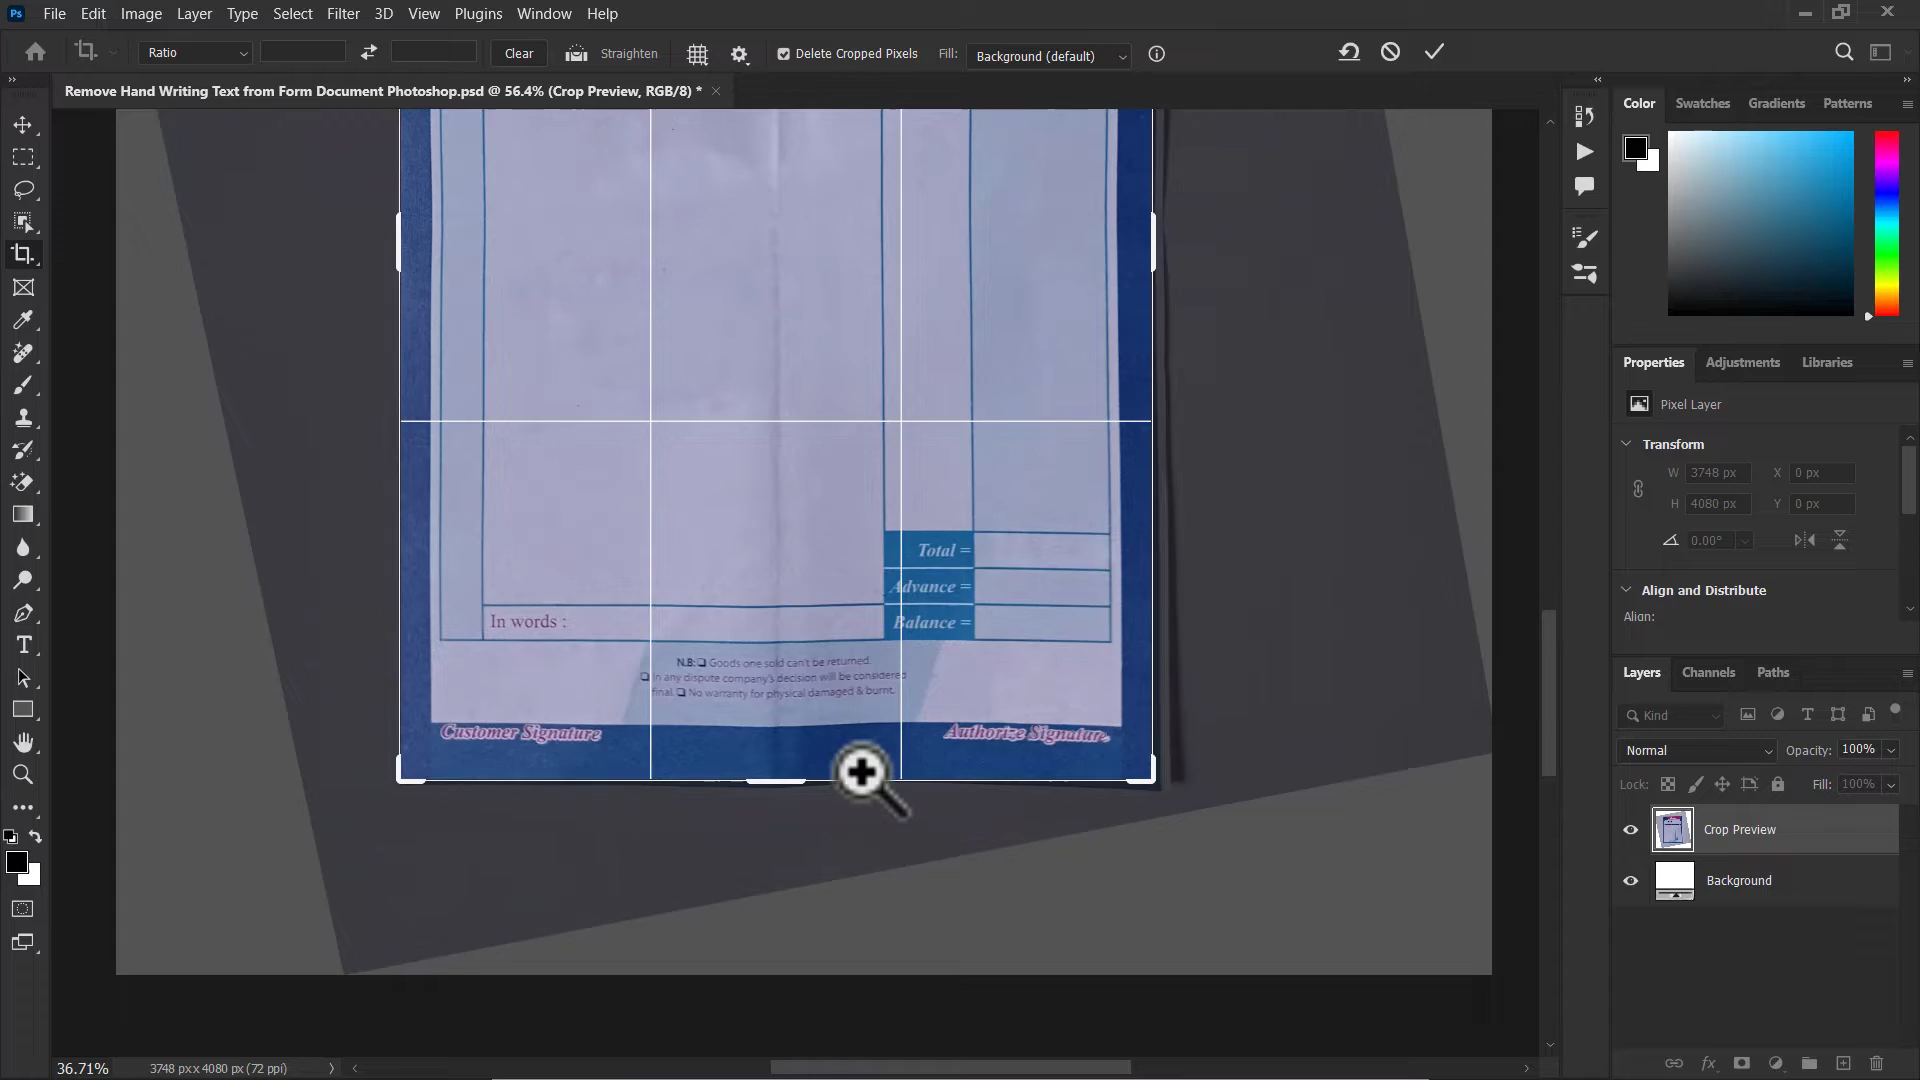 Ps File Edit Image Layer Type Select Filter 3D View Plugins Window Help
Ratio Clear Straighten Delete Cropped Pixels Fill: Background (default)
Remove Hand Writing Text from Form Document Photoshop.psd @ 56.4% (Crop Preview, RGB/8) *
Color Swatches Gradients Patterns
Properties Adjustments Libraries
Pixel Layer
Transform
W 3748 px X 0 px
H 4080 px Y 0 px
0.00°
Align and Distribute
Align:
Layers Channels Paths
Kind
Normal Opacity: 100%
Lock: Fill: 100%
Crop Preview
Background
Total =
Advance =
In words : Balance =
N.B: ❏ Goods one sold can't be returned.
❏ In any dispute company's decision will be considered
final. ❏ No warranty for physical damaged & burnt.
Customer Signature Authorize Signature
36.71% 3748 px x 4080 px (72 ppi)
fx